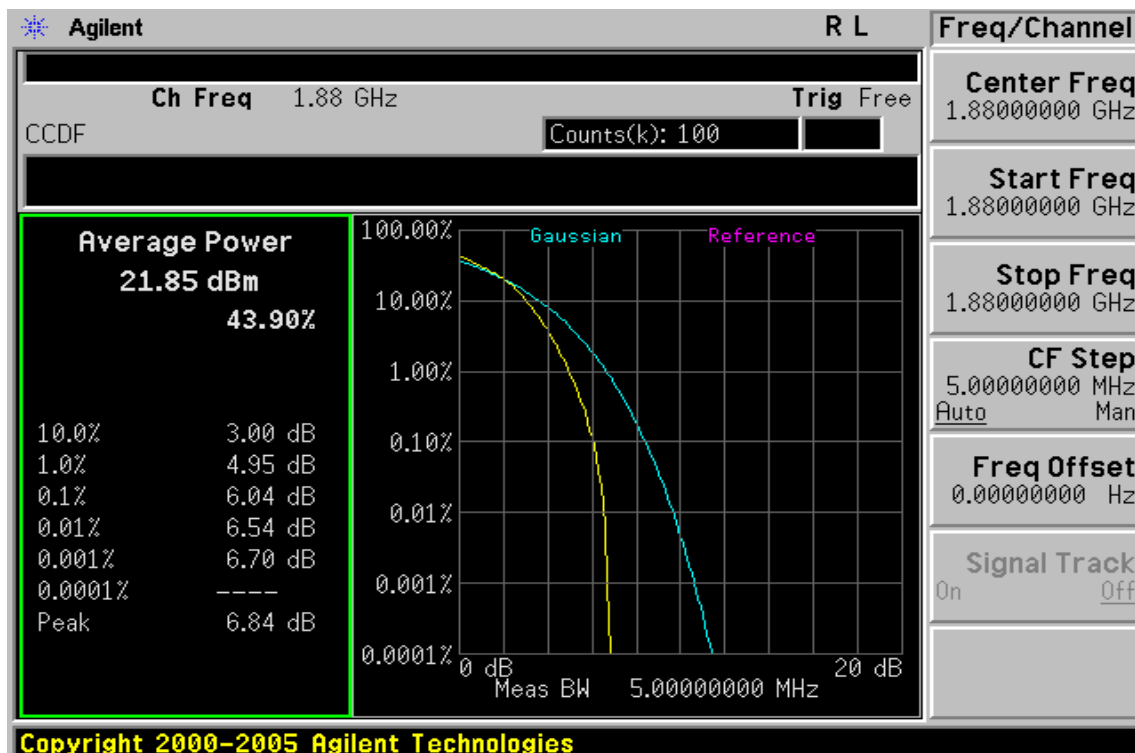 Agilent
R L
Ch Freq 1.88 GHz
Trig Free
CCDF
Counts(k): 100
Average Power
21.85 dBm
43.90%
10.0% 3.00 dB
1.0% 4.95 dB
0.1% 6.04 dB
0.01% 6.54 dB
0.001% 6.70 dB
0.0001% ----
Peak 6.84 dB
Gaussian
Reference
100.00%
10.00%
1.00%
0.10%
0.01%
0.001%
0.0001%
0 dB
20 dB
Meas BW 5.00000000 MHz
Freq/Channel
Center Freq
1.88000000 GHz
Start Freq
1.88000000 GHz
Stop Freq
1.88000000 GHz
CF Step
5.00000000 MHz
Auto Man
Freq Offset
0.00000000 Hz
Signal Track
On Off
Copyright 2000-2005 Agilent Technologies